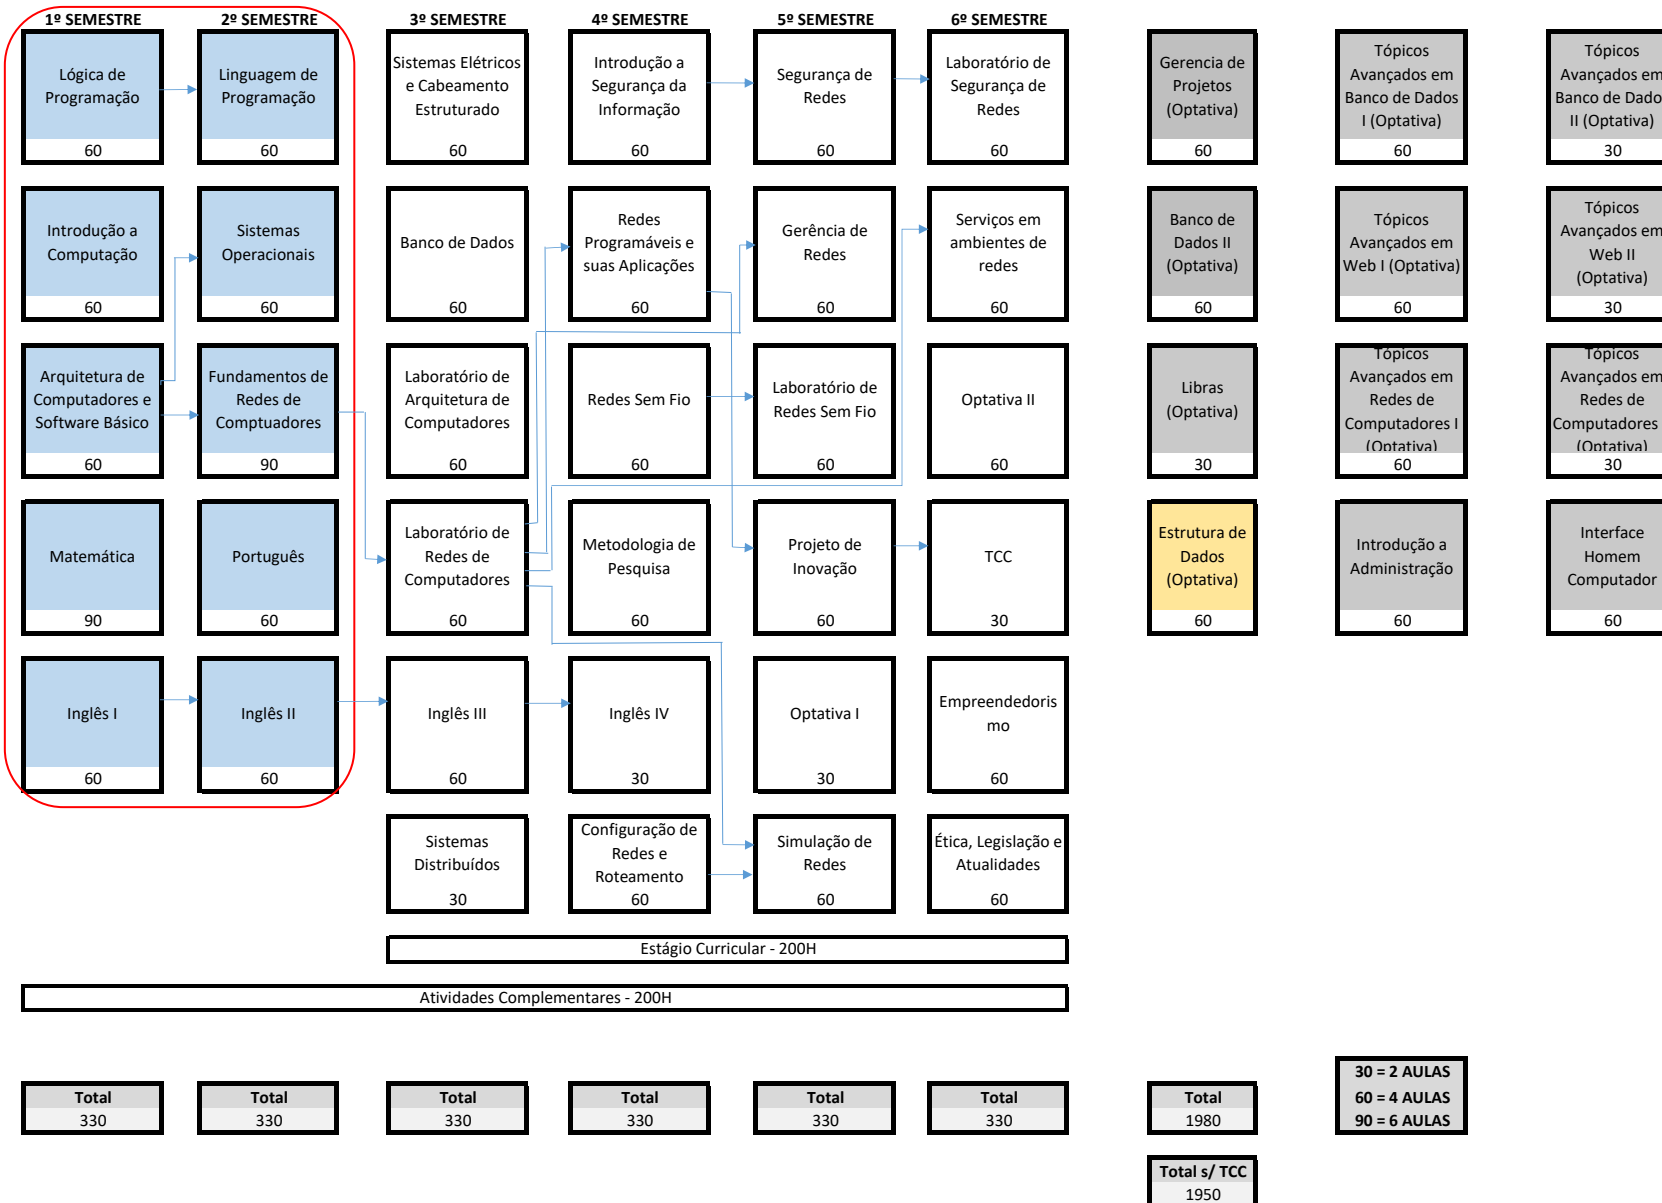 1º SEMESTRE
2º SEMESTRE
3º SEMESTRE
4º SEMESTRE
5º SEMESTRE
6º SEMESTRE
Lógica de
Programação
60
Linguagem de
Programação
60
Sistemas Elétricos
e Cabeamento
Estruturado
60
Introdução a
Segurança da
Informação
60
Segurança de
Redes
60
Laboratório de
Segurança de
Redes
60
Gerencia de
Projetos
(Optativa)
60
Tópicos
Avançados em
Banco de Dados
I (Optativa)
60
Tópicos
Avançados em
Banco de Dado
II (Optativa)
30
Introdução a
Computação
60
Sistemas
Operacionais
60
Banco de Dados
60
Redes
Programáveis e
suas Aplicações
60
Gerência de
Redes
60
Serviços em
ambientes de
redes
60
Banco de
Dados II
(Optativa)
60
Tópicos
Avançados em
Web I (Optativa)
60
Tópicos
Avançados em
Web II
(Optativa)
30
Arquitetura de
Computadores e
Software Básico
60
Fundamentos de
Redes de
Comptuadores
90
Laboratório de
Arquitetura de
Computadores
60
Redes Sem Fio
60
Laboratório de
Redes Sem Fio
60
Optativa II
60
Libras
(Optativa)
30
Tópicos
Avançados em
Redes de
Computadores I
(Optativa)
60
Tópicos
Avançados em
Redes de
Computadores
(Optativa)
30
Matemática
90
Português
60
Laboratório de
Redes de
Computadores
60
Metodologia de
Pesquisa
60
Projeto de
Inovação
60
TCC
30
Estrutura de
Dados
(Optativa)
60
Introdução a
Administração
60
Interface
Homem
Computador
60
Inglês I
60
Inglês II
60
Inglês III
60
Inglês IV
30
Optativa I
30
Empreendedoris
mo
60
Sistemas
Distribuídos
30
Configuração de
Redes e
Roteamento
60
Simulação de
Redes
60
Ética, Legislação e
Atualidades
60
Estágio Curricular - 200H
Atividades Complementares - 200H
Total
330
Total
330
Total
330
Total
330
Total
330
Total
330
Total
1980
30 = 2 AULAS
60 = 4 AULAS
90 = 6 AULAS
Total s/ TCC
1950